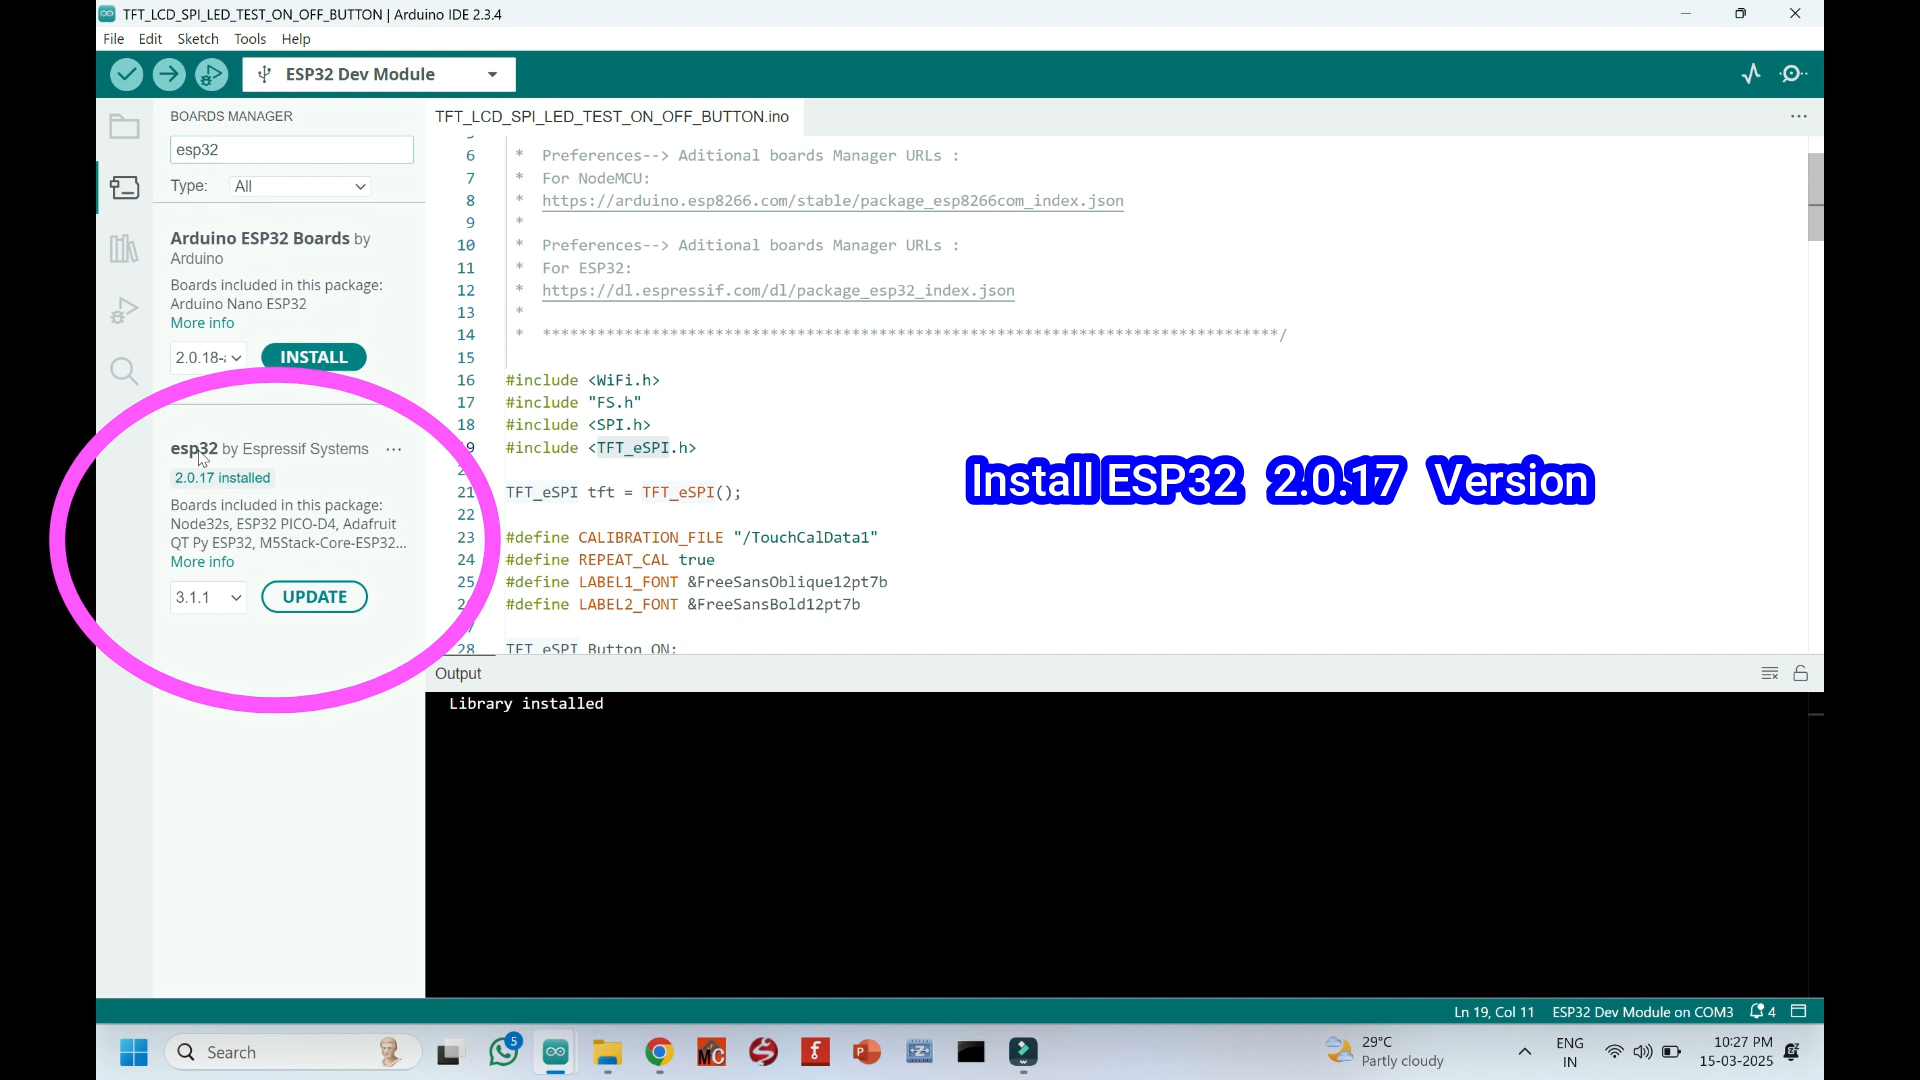 TFT_LCD_SPI_LED_TEST_ON_OFF_BUTTON | Arduino IDE 2.3.4
File Edit Sketch Tools Help
ESP32 Dev Module
BOARDS MANAGER
esp32
Type: All
Arduino ESP32 Boards by
Arduino
Boards included in this package:
Arduino Nano ESP32
More info
2.0.18-
INSTALL
esp32 by Espressif Systems
2.0.17 installed
Boards included in this package:
Node32s, ESP32 PICO-D4, Adafruit
QT Py ESP32, M5Stack-Core-ESP32...
More info
3.1.1
UPDATE
TFT_LCD_SPI_LED_TEST_ON_OFF_BUTTON.ino
6 * Preferences--> Aditional boards Manager URLs :
7 * For NodeMCU:
8 * https://arduino.esp8266.com/stable/package_esp8266com_index.json
9 *
10 * Preferences--> Aditional boards Manager URLs :
11 * For ESP32:
12 * https://dl.espressif.com/dl/package_esp32_index.json
13 *
14 * *********************************************************************************/
15
16 #include <WiFi.h>
17 #include "FS.h"
18 #include <SPI.h>
19 #include <TFT_eSPI.h>
21 TFT_eSPI tft = TFT_eSPI();
22
23 #define CALIBRATION_FILE "/TouchCalData1"
24 #define REPEAT_CAL true
25 #define LABEL1_FONT &FreeSansOblique12pt7b
#define LABEL2_FONT &FreeSansBold12pt7b
28 TFT_eSPI_Button ON;
Install ESP32 2.0.17 Version
Output
Library installed
Ln 19, Col 11 ESP32 Dev Module on COM3 4
Search
5
29°C
Partly cloudy
ENG
IN
10:27 PM
15-03-2025